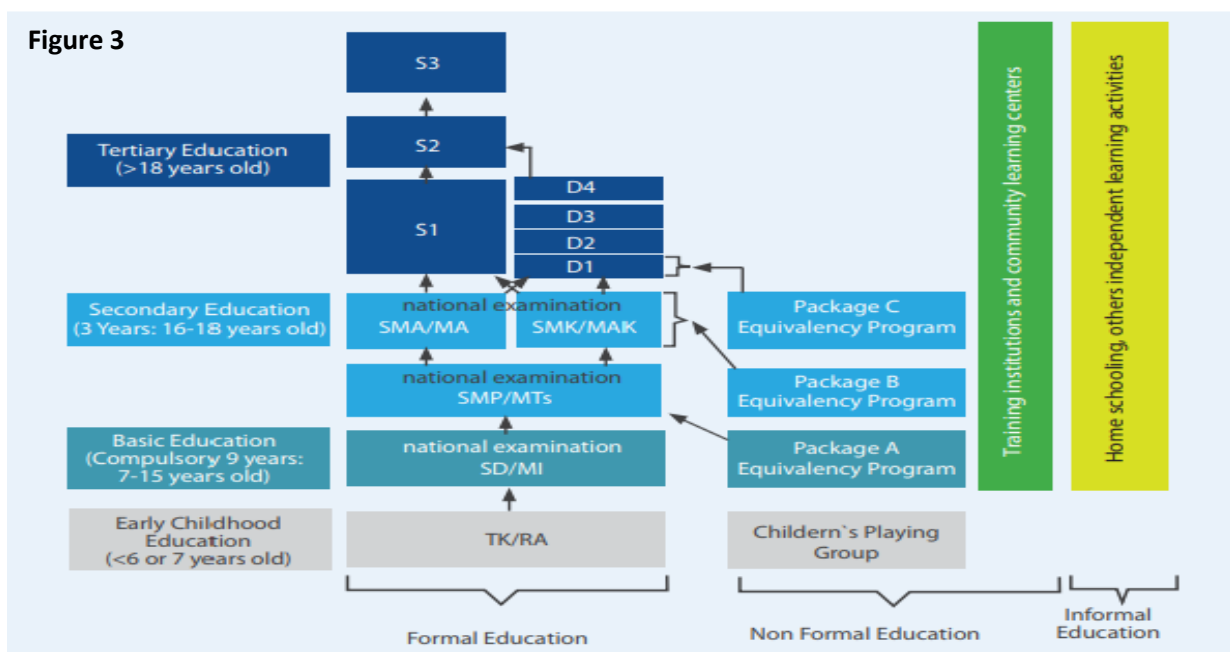 Figure 3
S3
Tertiary Education
(>18 years old)
S2
S1
D4
D3
D2
D1
Secondary Education
(3 Years: 16-18 years old)
national examination
SMA/MA
SMK/MAIK
Package C
Equivalency Program
national examination
SMP/MTs
Package B
Equivalency Program
Basic Education
(Compulsory 9 years:
7-15 years old)
national examination
SD/MI
Package A
Equivalency Program
Early Childhood
Education
(<6 or 7 years old)
TK/RA
Childern`s Playing
Group
Training institutions and community learning centers
Home schooling, others independent learning activities
Formal Education
Non Formal Education
Informal
Education